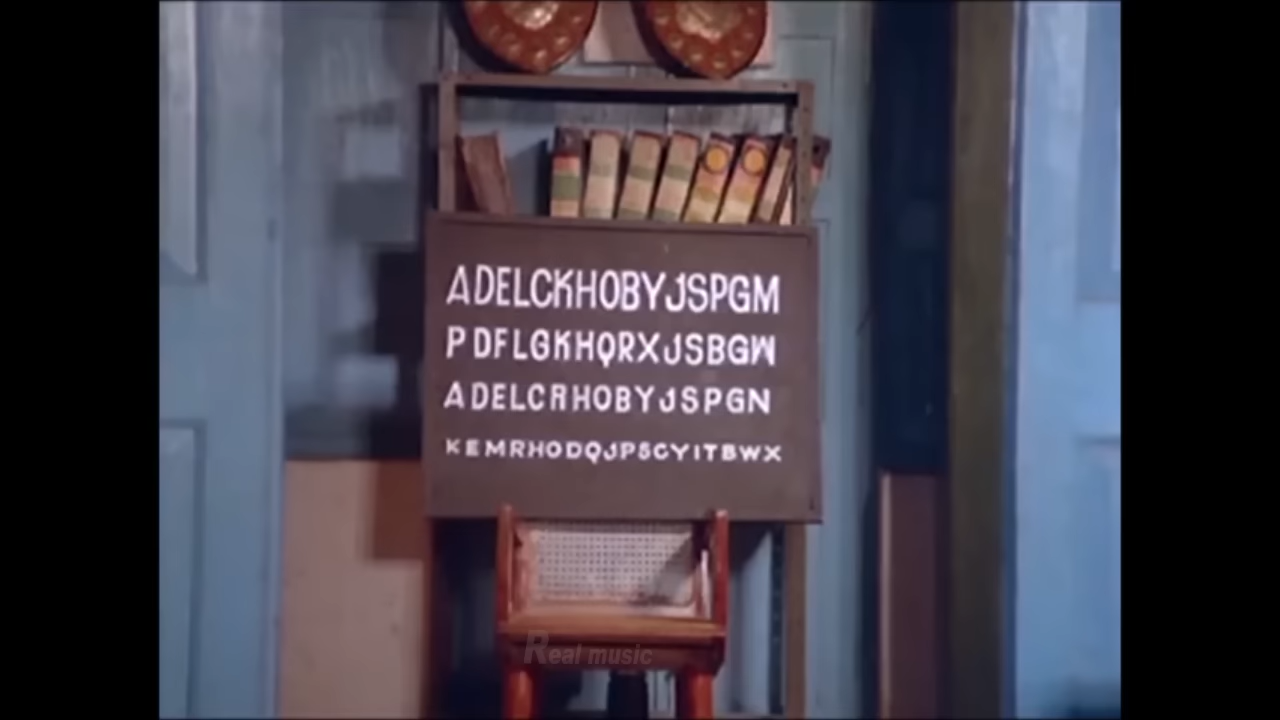 ADELCKHOBYJSPGM
PDFLGKHQRXJSBGW
ADELCRHOBYJSPGN
KEMRHODQJPSCYITBWX
Real music